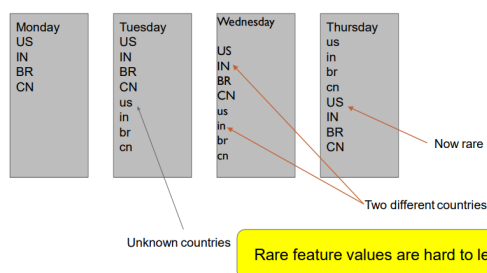 Monday
US
IN
BR
CN
Tuesday
US
IN
BR
CN
us
in
br
cn
Wednesday
US
IN
BR
CN
us
in
br
cn
Thursday
us
in
br
cn
US
IN
BR
CN
Now rare
Two different countries
Unknown countries
Rare feature values are hard to le